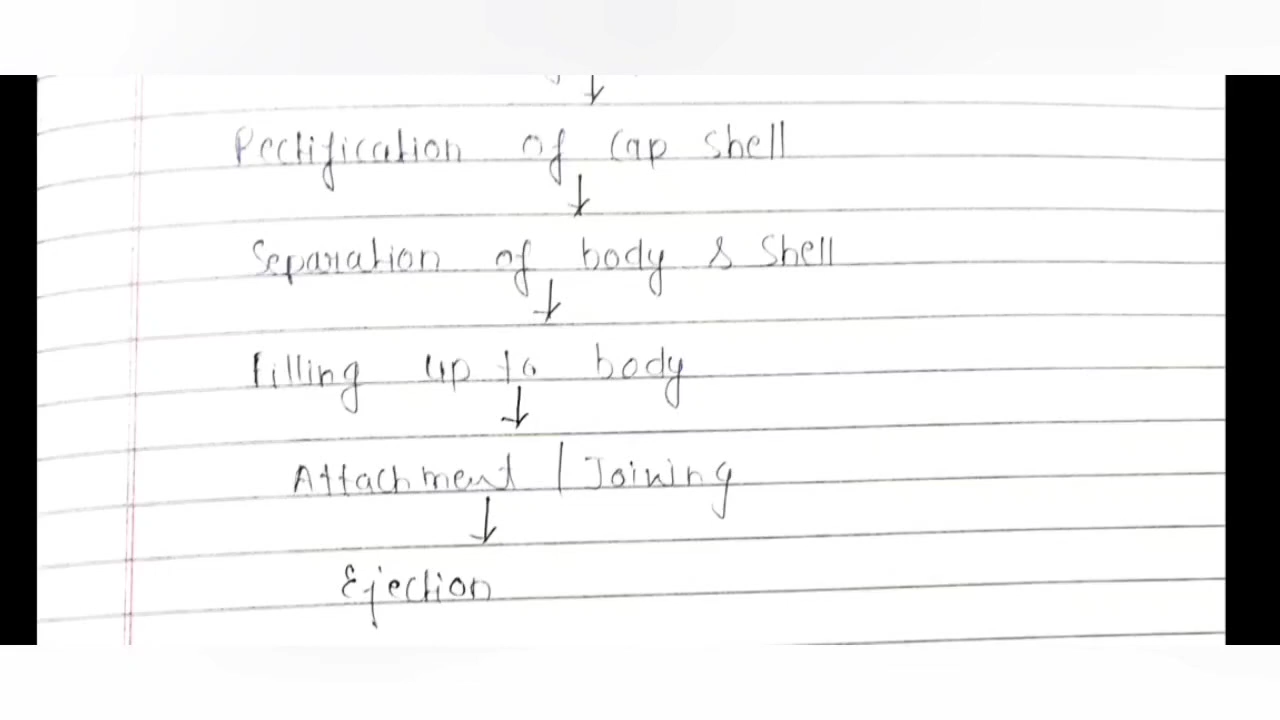 Rectification of Cap shell
↓
Separation of body & Shell
↓
Filling up to body
↓
Attachment / Joining
↓
Ejection